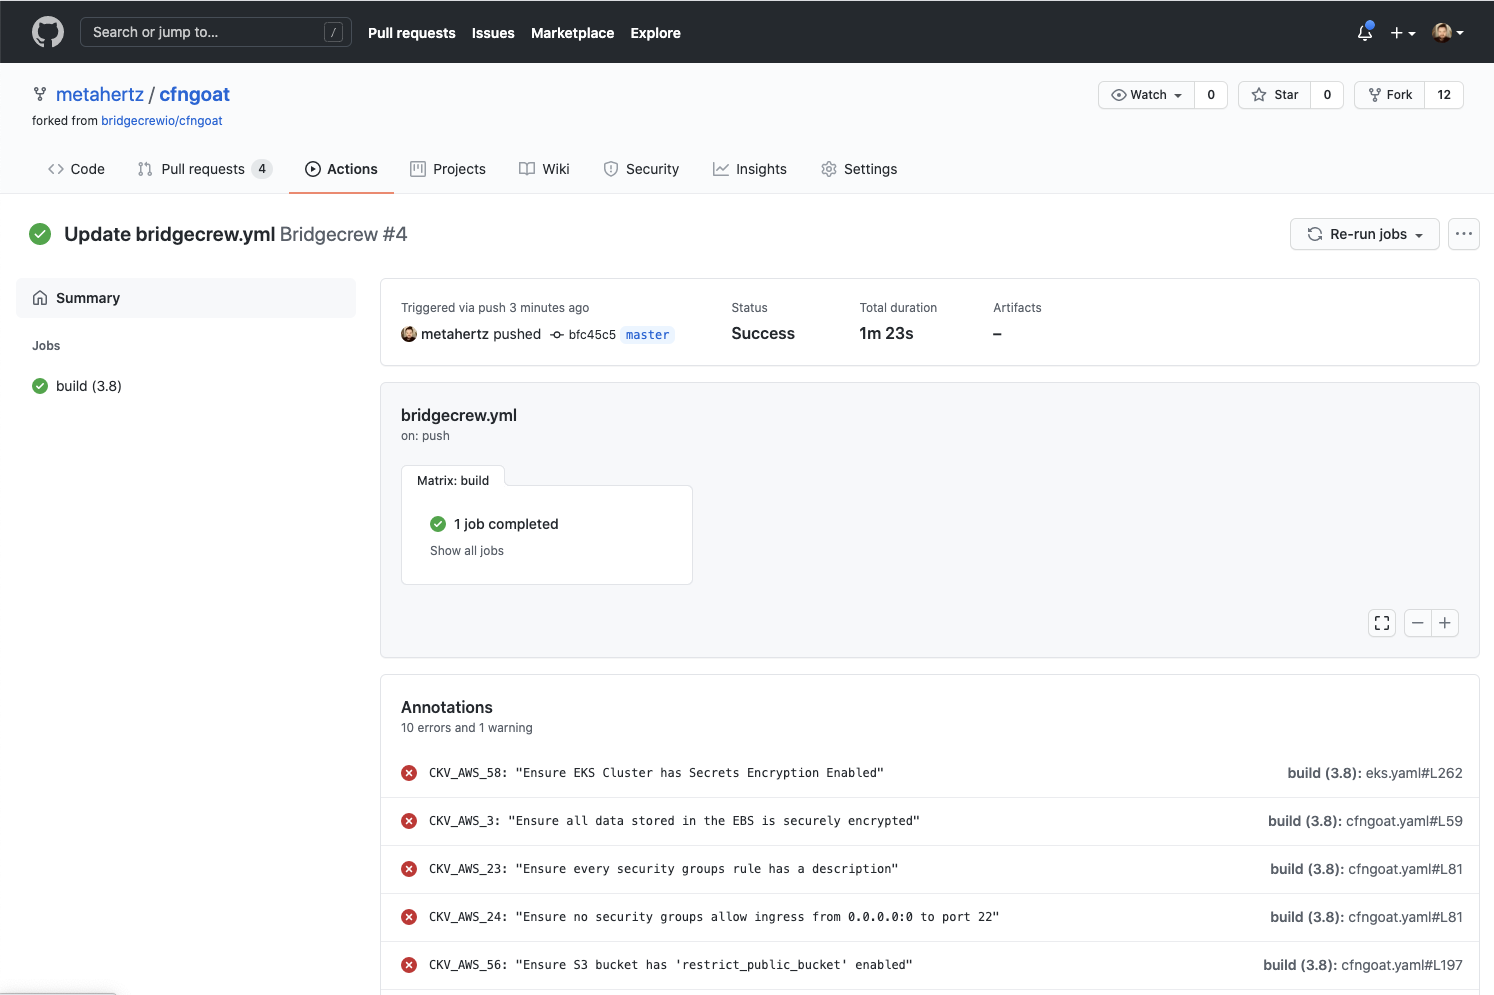 Search or jump to... /
Pull requests Issues Marketplace Explore
metahertz / cfngoat
Watch 0 Star 0 Fork 12
forked from bridgecrewio/cfngoat
Code Pull requests 4 Actions Projects Wiki Security Insights Settings
Update bridgecrew.yml Bridgecrew #4
Re-run jobs
Summary
Jobs
build (3.8)
Triggered via push 3 minutes ago
metahertz pushed bfc45c5 master
Status
Success
Total duration
1m 23s
Artifacts
–
bridgecrew.yml
on: push
Matrix: build
1 job completed
Show all jobs
Annotations
10 errors and 1 warning
CKV_AWS_58: "Ensure EKS Cluster has Secrets Encryption Enabled" build (3.8): eks.yaml#L262
CKV_AWS_3: "Ensure all data stored in the EBS is securely encrypted" build (3.8): cfngoat.yaml#L59
CKV_AWS_23: "Ensure every security groups rule has a description" build (3.8): cfngoat.yaml#L81
CKV_AWS_24: "Ensure no security groups allow ingress from 0.0.0.0:0 to port 22" build (3.8): cfngoat.yaml#L81
CKV_AWS_56: "Ensure S3 bucket has 'restrict_public_bucket' enabled" build (3.8): cfngoat.yaml#L197